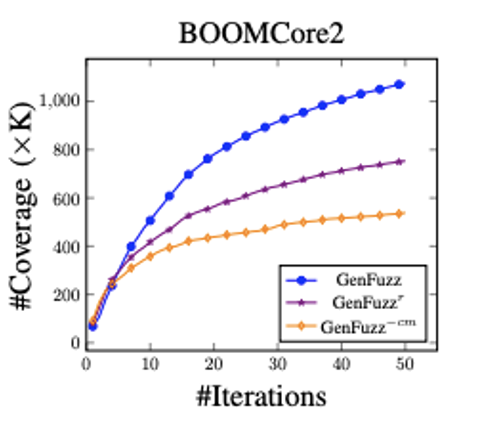 BOOMCore2
#Coverage (×K)
1,000
800
600
400
200
0
0 10 20 30 40 50
#Iterations
GenFuzz
GenFuzzʳ
GenFuzz⁻ᶜᵐ